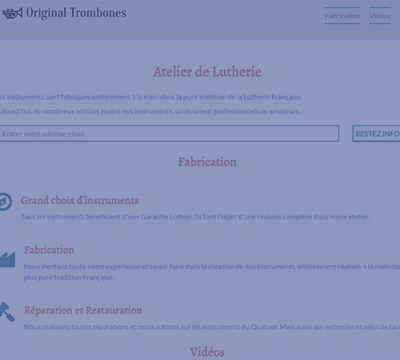 Original Trombones
Fabrication
Vidéos
Atelier de Lutherie
es instruments sont fabriqués entièrement à la main dans la pure tradition de la Lutherie Française.
ujourd'hui, de nombreux artistes jouent nos instruments, qu'ils soient professionnels ou amateurs.
Entrer votre adresse email
RESTEZ INFO
Fabrication
Grand choix d'instruments
Tous les instruments bénéficient d'une Garantie Luthier. Ils font l'objet d'une révision complète dans notre atelier.
Fabrication
Nous mettons toute notre expérience et savoir faire dans la création de nos instruments, entièrement réalisés à la main da
plus pure tradition Française.
Réparation et Restauration
Nous réalisons toutes réparations et restaurations sur les instruments du Quatuor. Mais aussi son entretien et celui de l'ar
Vidéos